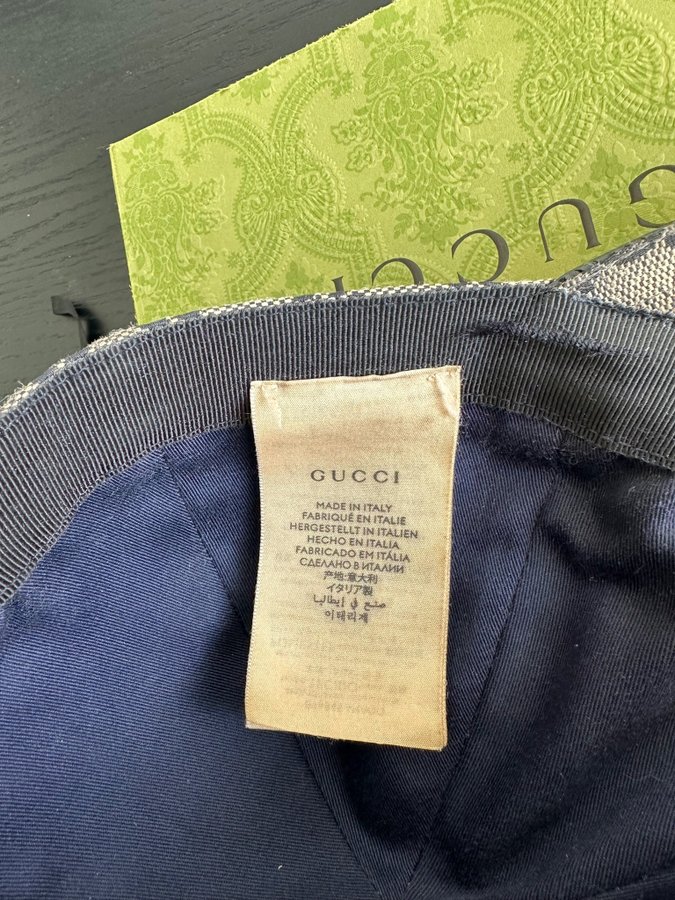 GUCCI
GUCCI
MADE IN ITALY
FABRIQUÉ EN ITALIE
HERGESTELLT IN ITALIEN
HECHO EN ITALIA
FABRICADO EM ITÁLIA
СДЕЛАНО В ИТАЛИИ
产地:意大利
イタリア製
صنع في إيطاليا
이태리제